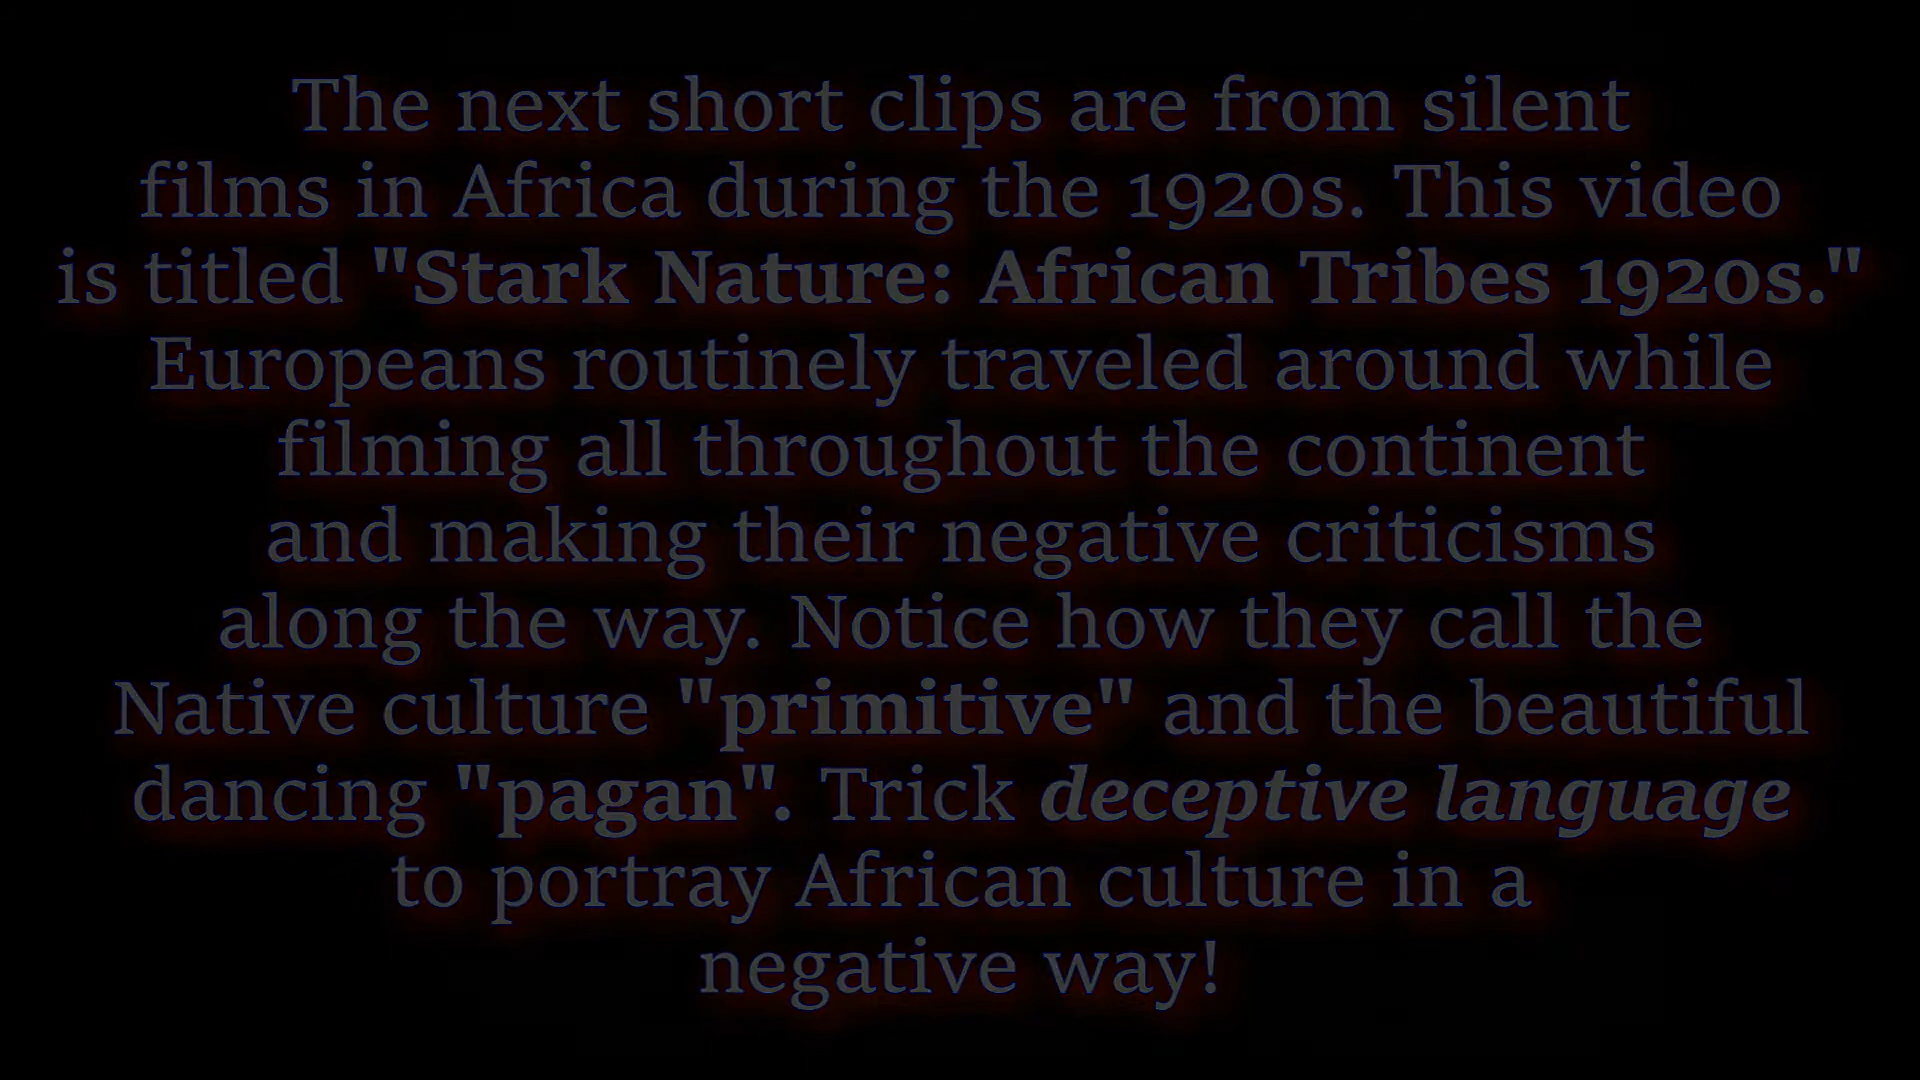 The next short clips are from silent
films in Africa during the 1920s. This video
is titled "Stark Nature: African Tribes 1920s."
Europeans routinely traveled around while
filming all throughout the continent
and making their negative criticisms
along the way. Notice how they call the
Native culture "primitive" and the beautiful
dancing "pagan". Trick deceptive language
to portray African culture in a
negative way!